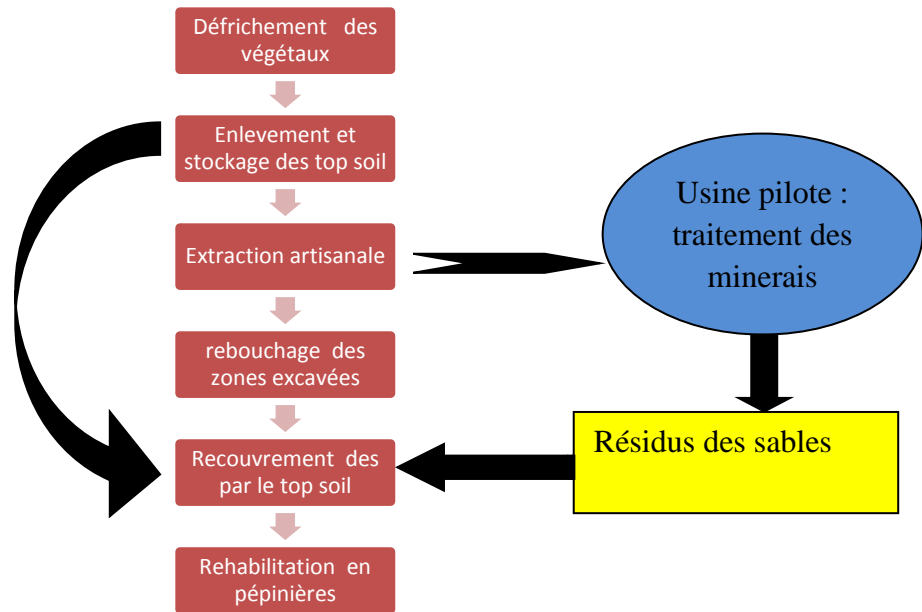 Défrichement des
végétaux
Enlevement et
stockage des top soil
Extraction artisanale
rebouchage des
zones excavées
Recouvrement des
par le top soil
Rehabilitation en
pépinières
Usine pilote :
traitement des
minerais
Résidus des sables